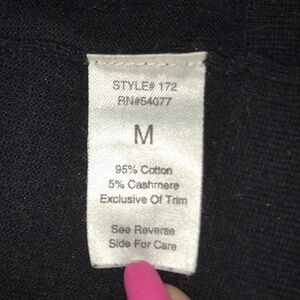 STYLE# 172
RN#54077
M
95% Cotton
5% Cashmere
Exclusive Of Trim
See Reverse
Side For Care